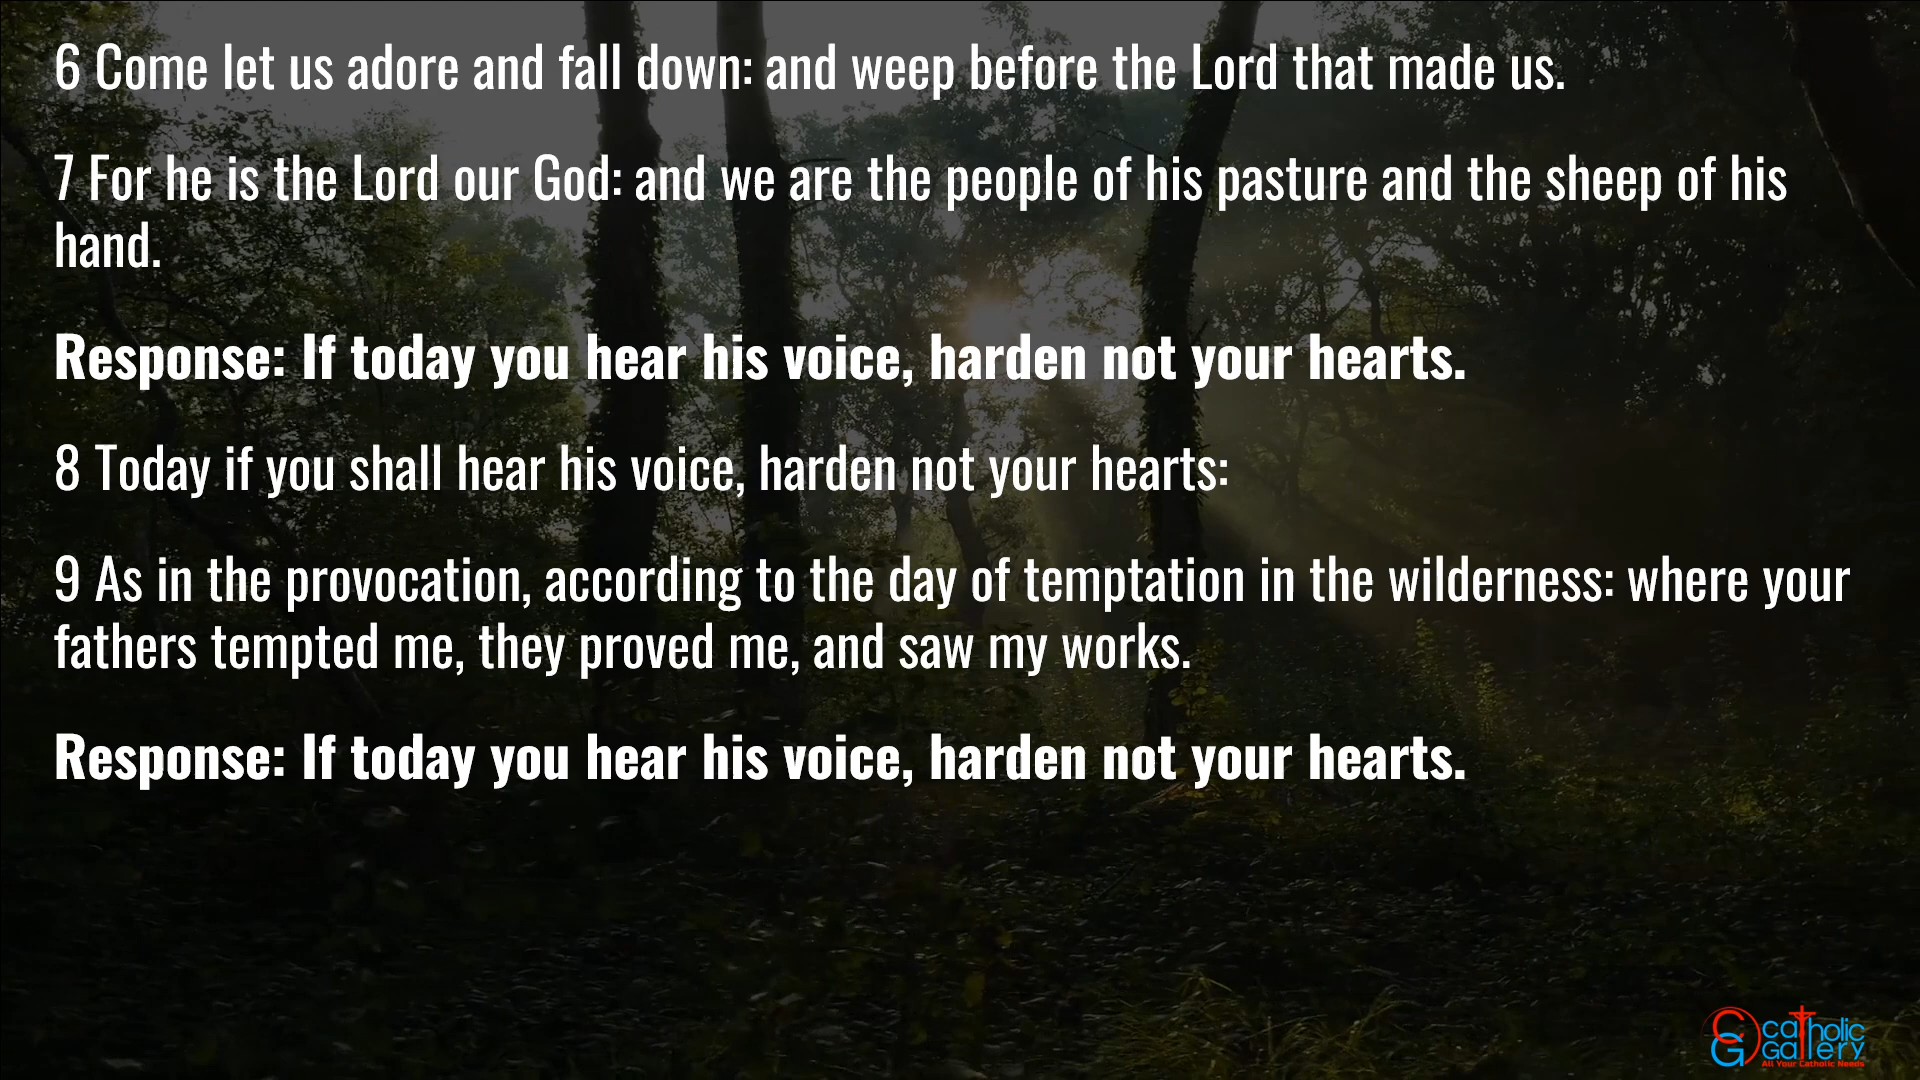 6 Come let us adore and fall down: and weep before the Lord that made us.
7 For he is the Lord our God: and we are the people of his pasture and the sheep of his
hand.
Response: If today you hear his voice, harden not your hearts.
8 Today if you shall hear his voice, harden not your hearts:
9 As in the provocation, according to the day of temptation in the wilderness: where your
fathers tempted me, they proved me, and saw my works.
Response: If today you hear his voice, harden not your hearts.
CG catholic
Gallery
All Your Catholic Needs